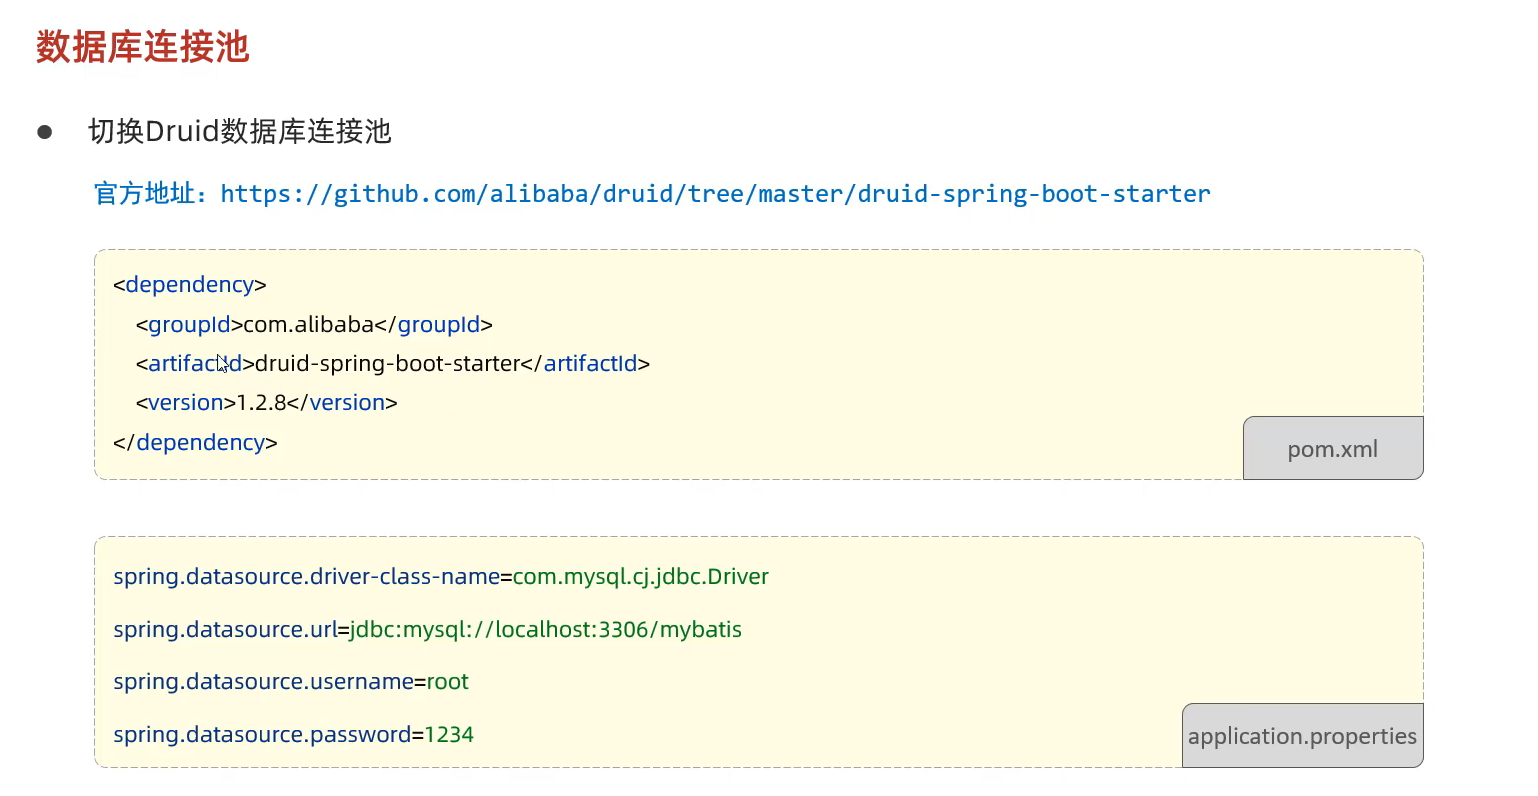 数据库连接池
切换Druid数据库连接池
官方地址：https://github.com/alibaba/druid/tree/master/druid-spring-boot-starter
<dependency>
<groupId>com.alibaba</groupId>
<artifactId>druid-spring-boot-starter</artifactId>
<version>1.2.8</version>
</dependency>
pom.xml
spring.datasource.driver-class-name=com.mysql.cj.jdbc.Driver
spring.datasource.url=jdbc:mysql://localhost:3306/mybatis
spring.datasource.username=root
spring.datasource.password=1234
application.properties